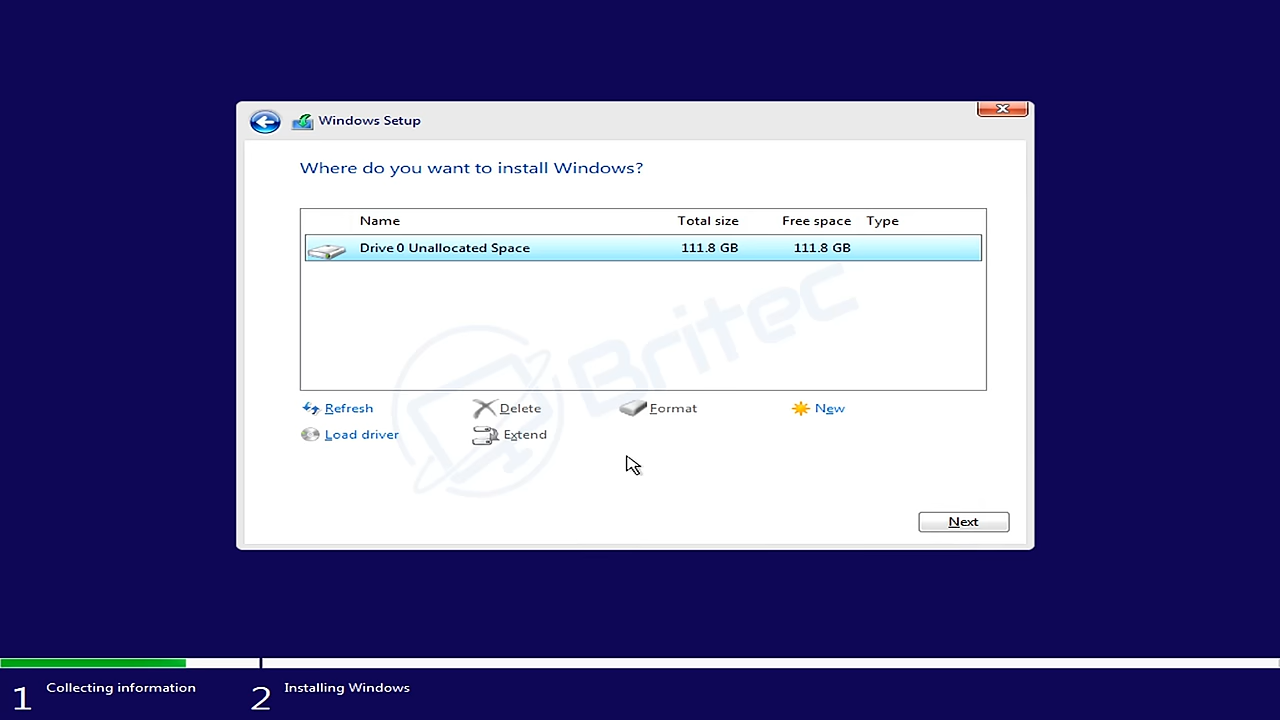 Windows Setup
Where do you want to install Windows?
Name Total size Free space Type
Drive 0 Unallocated Space 111.8 GB 111.8 GB
Britec
Refresh Delete Format New
Load driver Extend
Next
1 Collecting information 2 Installing Windows